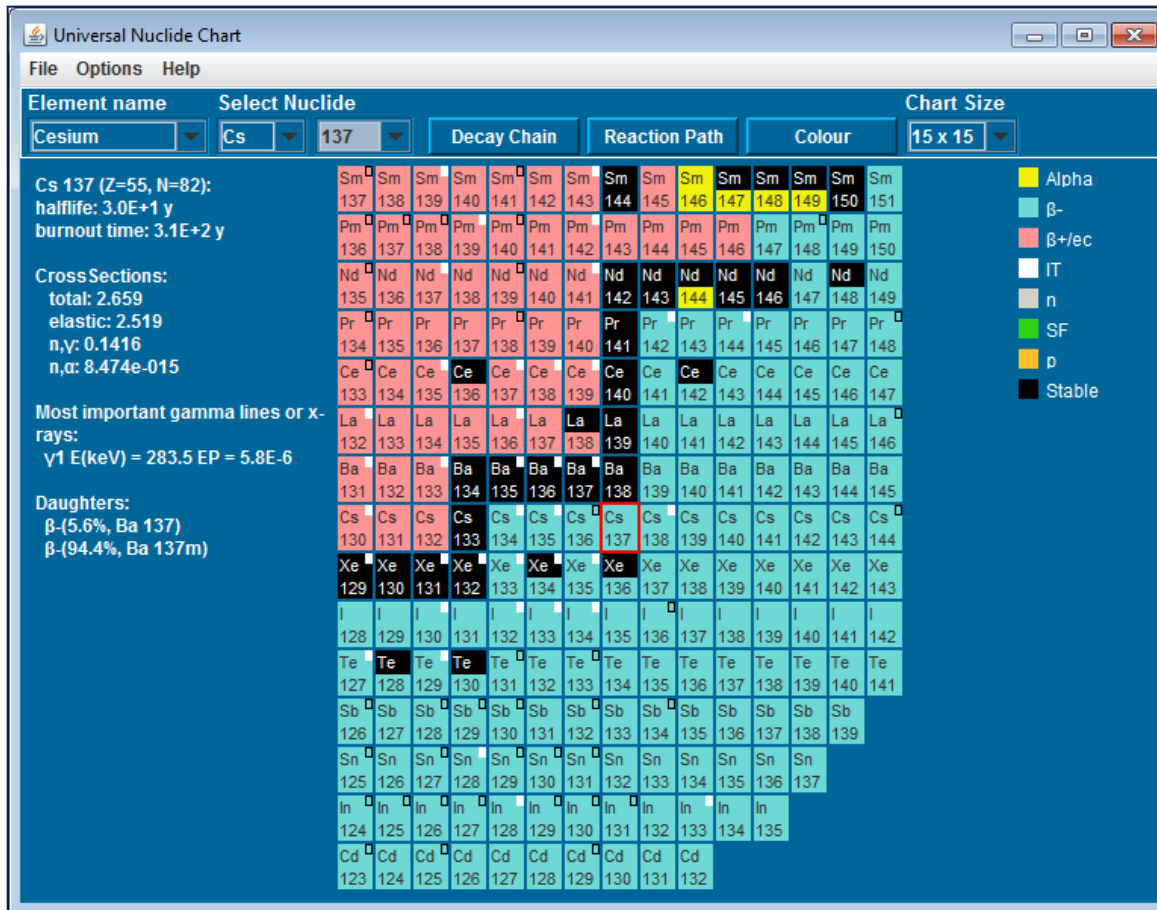 Universal Nuclide Chart
File Options Help
Element name Select Nuclide Chart Size
Cesium Cs 137 Decay Chain Reaction Path Colour 15 x 15
Cs 137 (Z=55, N=82):
halflife: 3.0E+1 y
burnout time: 3.1E+2 y
Cross Sections:
total: 2.659
elastic: 2.519
n,γ: 0.1416
n,α: 8.474e-015
Most important gamma lines or x-
rays:
γ1 E(keV) = 283.5 EP = 5.8E-6
Daughters:
β-(5.6%, Ba 137)
β-(94.4%, Ba 137m)
Sm Sm Sm Sm Sm Sm Sm Sm Sm Sm Sm Sm Sm Sm Sm
137 138 139 140 141 142 143 144 145 146 147 148 149 150 151
Pm Pm Pm Pm Pm Pm Pm Pm Pm Pm Pm Pm Pm Pm Pm
136 137 138 139 140 141 142 143 144 145 146 147 148 149 150
Nd Nd Nd Nd Nd Nd Nd Nd Nd Nd Nd Nd Nd Nd Nd
135 136 137 138 139 140 141 142 143 144 145 146 147 148 149
Pr Pr Pr Pr Pr Pr Pr Pr Pr Pr Pr Pr Pr Pr Pr
134 135 136 137 138 139 140 141 142 143 144 145 146 147 148
Ce Ce Ce Ce Ce Ce Ce Ce Ce Ce Ce Ce Ce Ce Ce
133 134 135 136 137 138 139 140 141 142 143 144 145 146 147
La La La La La La La La La La La La La La La
132 133 134 135 136 137 138 139 140 141 142 143 144 145 146
Ba Ba Ba Ba Ba Ba Ba Ba Ba Ba Ba Ba Ba Ba Ba
131 132 133 134 135 136 137 138 139 140 141 142 143 144 145
Cs Cs Cs Cs Cs Cs Cs Cs Cs Cs Cs Cs Cs Cs Cs
130 131 132 133 134 135 136 137 138 139 140 141 142 143 144
Xe Xe Xe Xe Xe Xe Xe Xe Xe Xe Xe Xe Xe Xe Xe
129 130 131 132 133 134 135 136 137 138 139 140 141 142 143
I I I I I I I I I I I I I I I
128 129 130 131 132 133 134 135 136 137 138 139 140 141 142
Te Te Te Te Te Te Te Te Te Te Te Te Te Te Te
127 128 129 130 131 132 133 134 135 136 137 138 139 140 141
Sb Sb Sb Sb Sb Sb Sb Sb Sb Sb Sb Sb Sb Sb
126 127 128 129 130 131 132 133 134 135 136 137 138 139
Sn Sn Sn Sn Sn Sn Sn Sn Sn Sn Sn Sn Sn
125 126 127 128 129 130 131 132 133 134 135 136 137
In In In In In In In In In In In In
124 125 126 127 128 129 130 131 132 133 134 135
Cd Cd Cd Cd Cd Cd Cd Cd Cd Cd
123 124 125 126 127 128 129 130 131 132
Alpha
β-
β+/ec
IT
n
SF
p
Stable